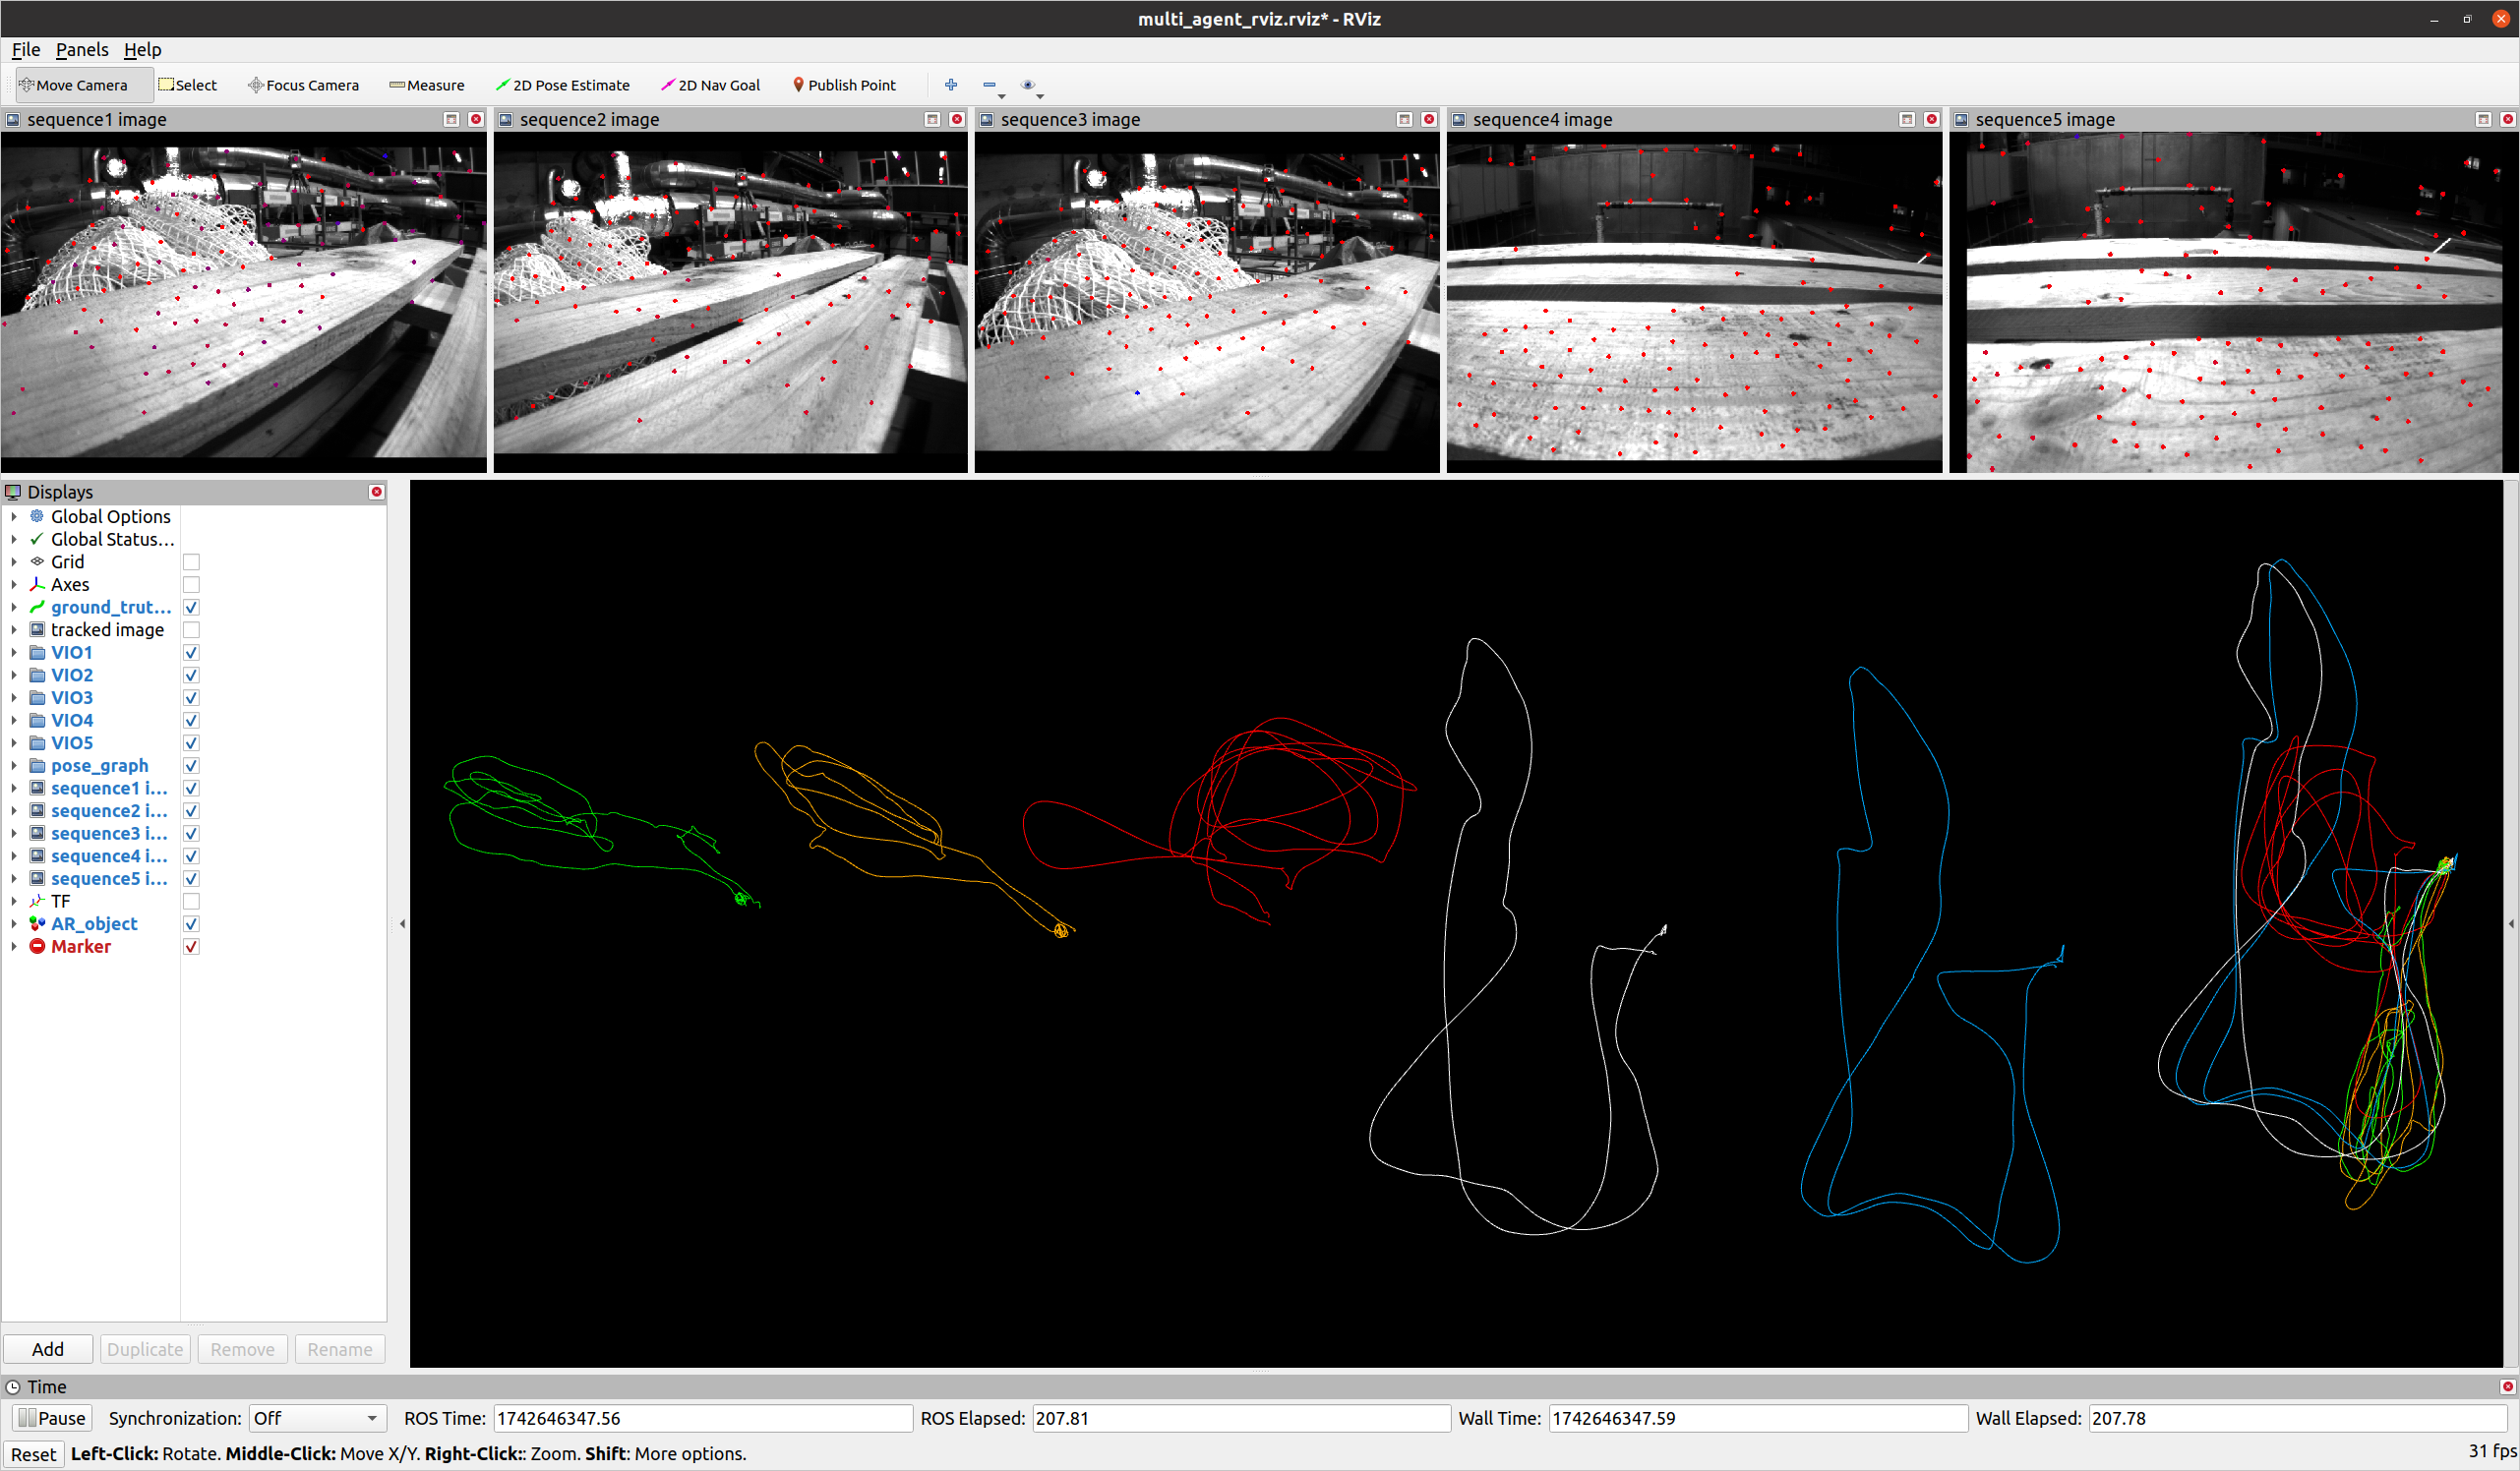 multi_agent_rviz.rviz* - RViz
File Panels Help
Move Camera Select Focus Camera Measure 2D Pose Estimate 2D Nav Goal Publish Point
sequence1 image sequence2 image sequence3 image sequence4 image sequence5 image
Displays
Global Options
Global Status...
Grid
Axes
ground_trut...
tracked image
VIO1
VIO2
VIO3
VIO4
VIO5
pose_graph
sequence1 i...
sequence2 i...
sequence3 i...
sequence4 i...
sequence5 i...
TF
AR_object
Marker
Add Duplicate Remove Rename
Time
Pause Synchronization: Off ROS Time: 1742646347.56 ROS Elapsed: 207.81 Wall Time: 1742646347.59 Wall Elapsed: 207.78
Reset Left-Click: Rotate. Middle-Click: Move X/Y. Right-Click:: Zoom. Shift: More options. 31 fps